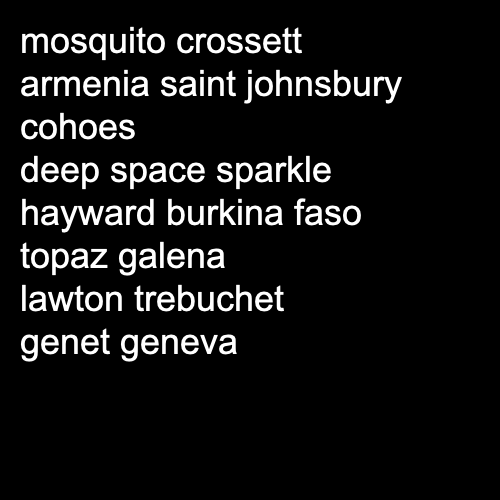 mosquito crossett
armenia saint johnsbury
cohoes
deep space sparkle
hayward burkina faso
topaz galena
lawton trebuchet
genet geneva